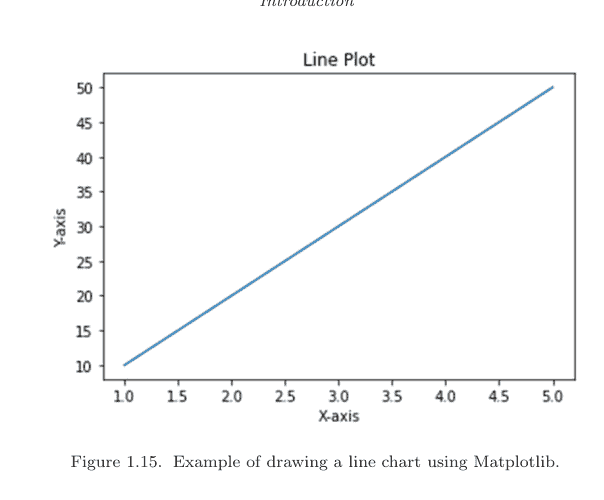 Introduction
Line Plot
50
45
40
35
30
25
20
15
10
Y-axis
1.0 1.5 2.0 2.5 3.0 3.5 4.0 4.5 5.0
X-axis
Figure 1.15. Example of drawing a line chart using Matplotlib.